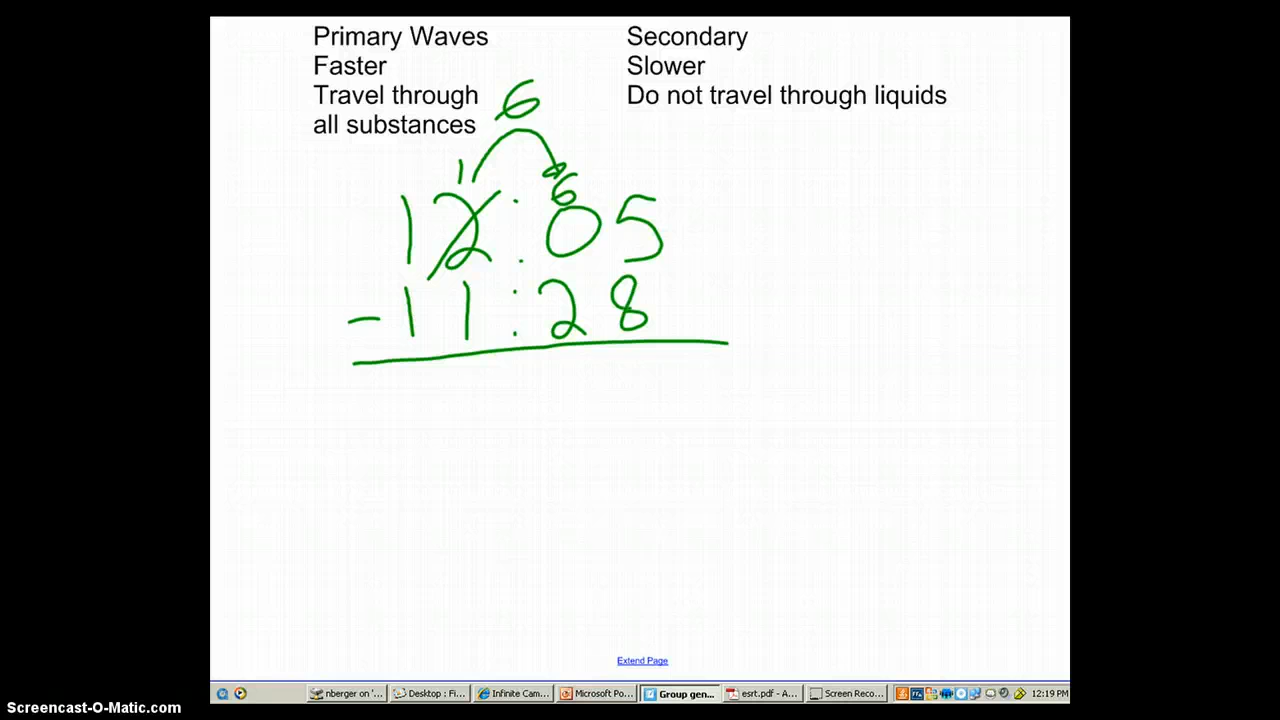 Primary Waves Secondary
Faster Slower
Travel through Do not travel through liquids
all substances
6
1 6
12:05
-11:28
Extend Page
nberger on '... Desktop : Fi... Infinite Cam... Microsoft Po... Group gen... esrt.pdf - A... Screen Reco... 12:19 PM
Screencast-O-Matic.com